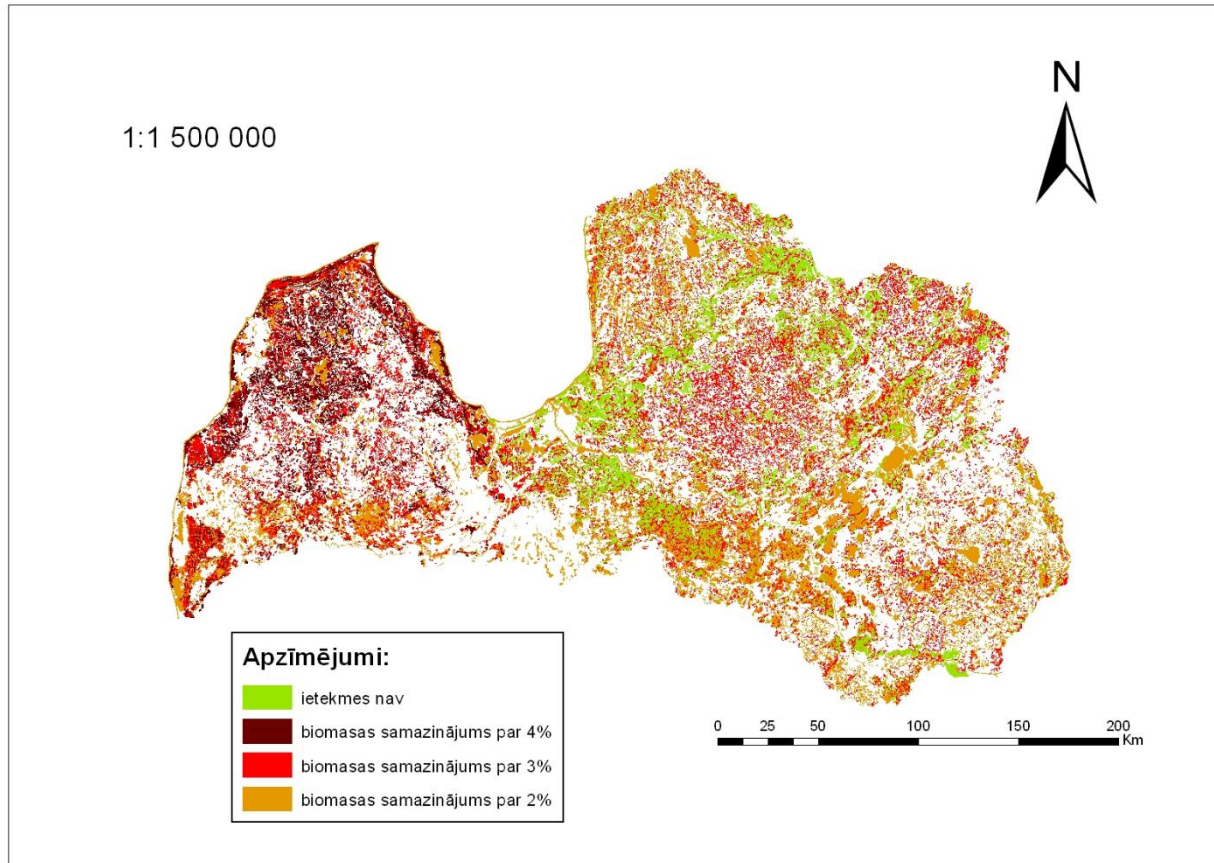 N
1:1 500 000
Apzīmējumi:
ietekmes nav
biomasas samazinājums par 4%
biomasas samazinājums par 3%
biomasas samazinājums par 2%
0 25 50 100 150 200
Km